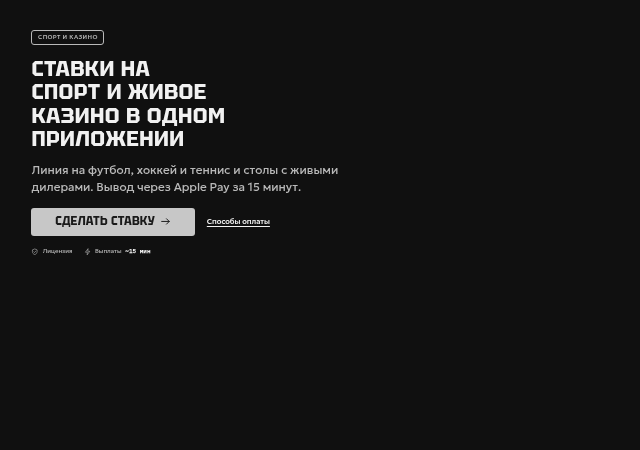 СПОРТ И КАЗИНО
СТАВКИ НА
СПОРТ И ЖИВОЕ
КАЗИНО В ОДНОМ
ПРИЛОЖЕНИИ
Линия на футбол, хоккей и теннис и столы с живыми
дилерами. Вывод через Apple Pay за 15 минут.
СДЕЛАТЬ СТАВКУ →
Способы оплаты
Лицензия
Выплаты ~15 мин